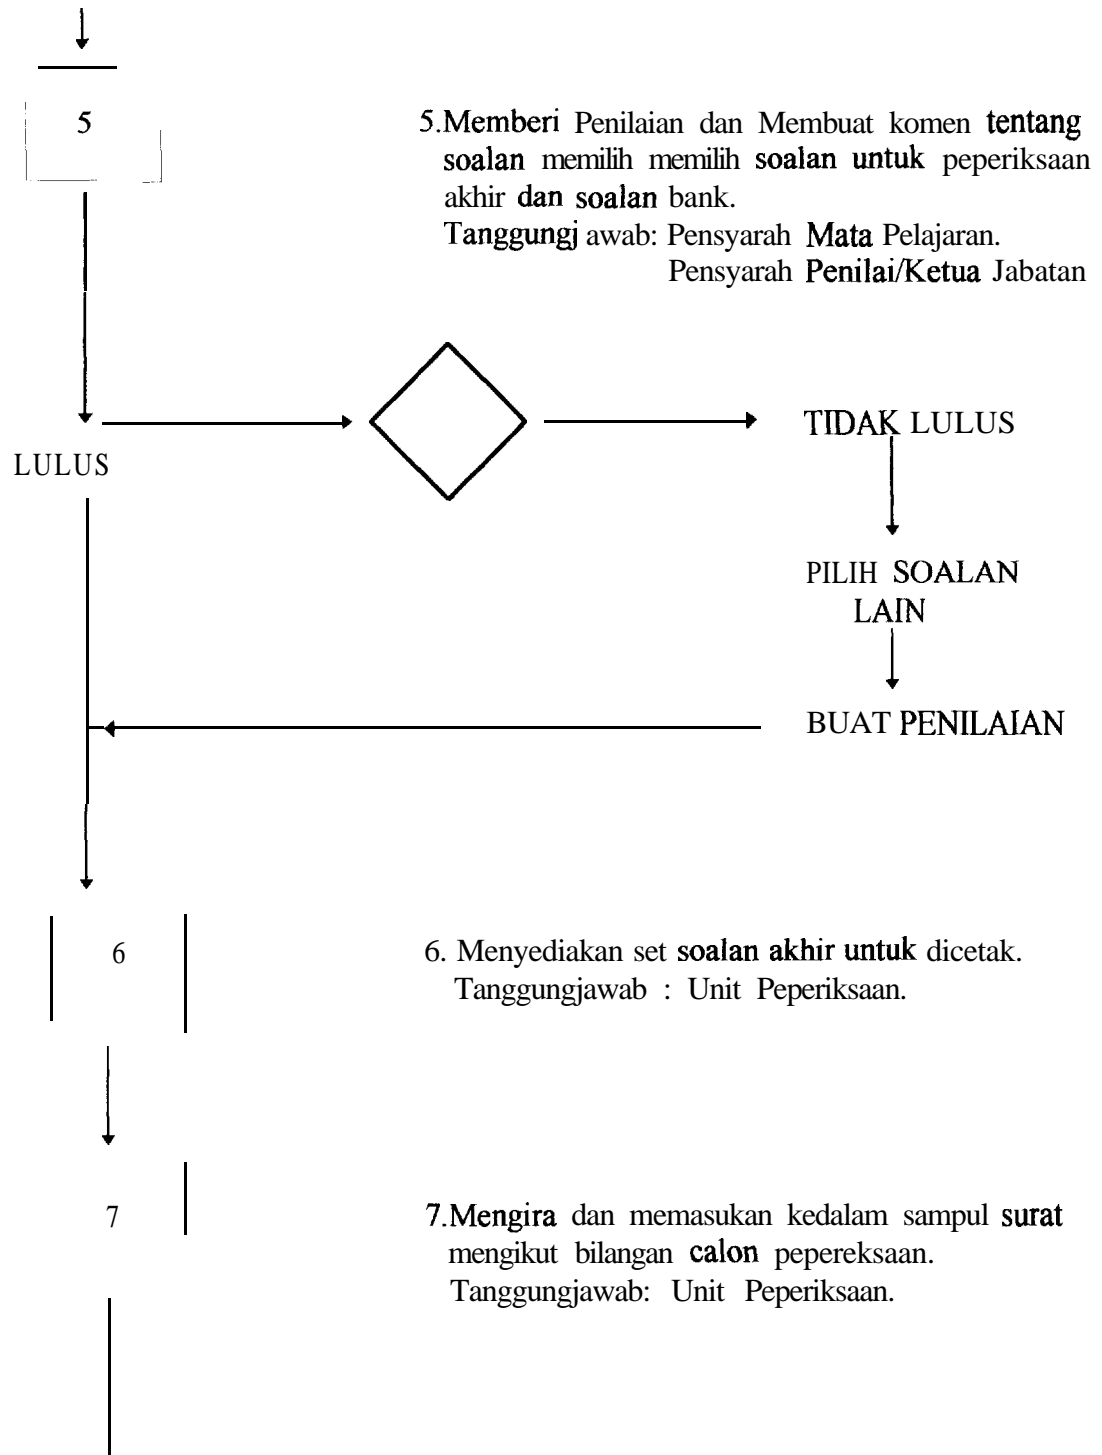 5
5.Memberi Penilaian dan Membuat komen tentang
soalan memilih memilih soalan untuk peperiksaan
akhir dan soalan bank.
Tanggungj awab: Pensyarah Mata Pelajaran.
Pensyarah Penilai/Ketua Jabatan
TIDAK LULUS
LULUS
PILIH SOALAN
LAIN
BUAT PENILAIAN
6
6. Menyediakan set soalan akhir untuk dicetak.
Tanggungjawab : Unit Peperiksaan.
7
7.Mengira dan memasukan kedalam sampul surat
mengikut bilangan calon pepereksaan.
Tanggungjawab: Unit Peperiksaan.